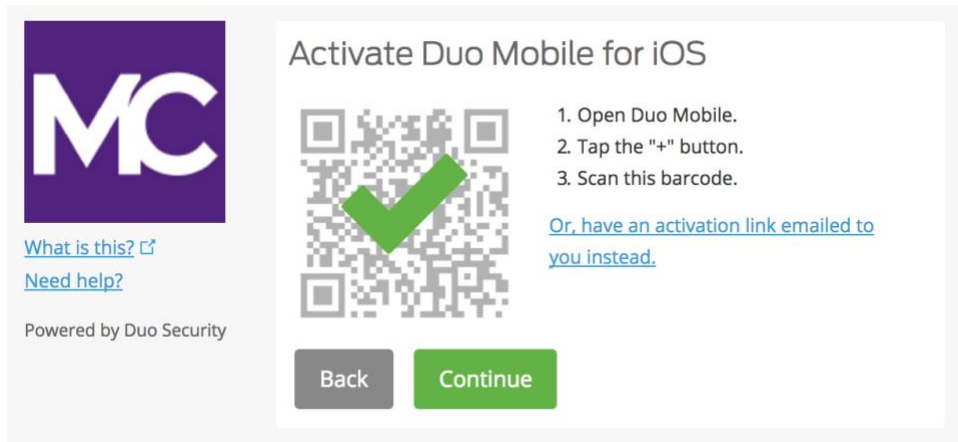 MC
What is this?
Need help?
Powered by Duo Security
Activate Duo Mobile for iOS
1. Open Duo Mobile.
2. Tap the "+" button.
3. Scan this barcode.
Or, have an activation link emailed to
you instead.
Back
Continue